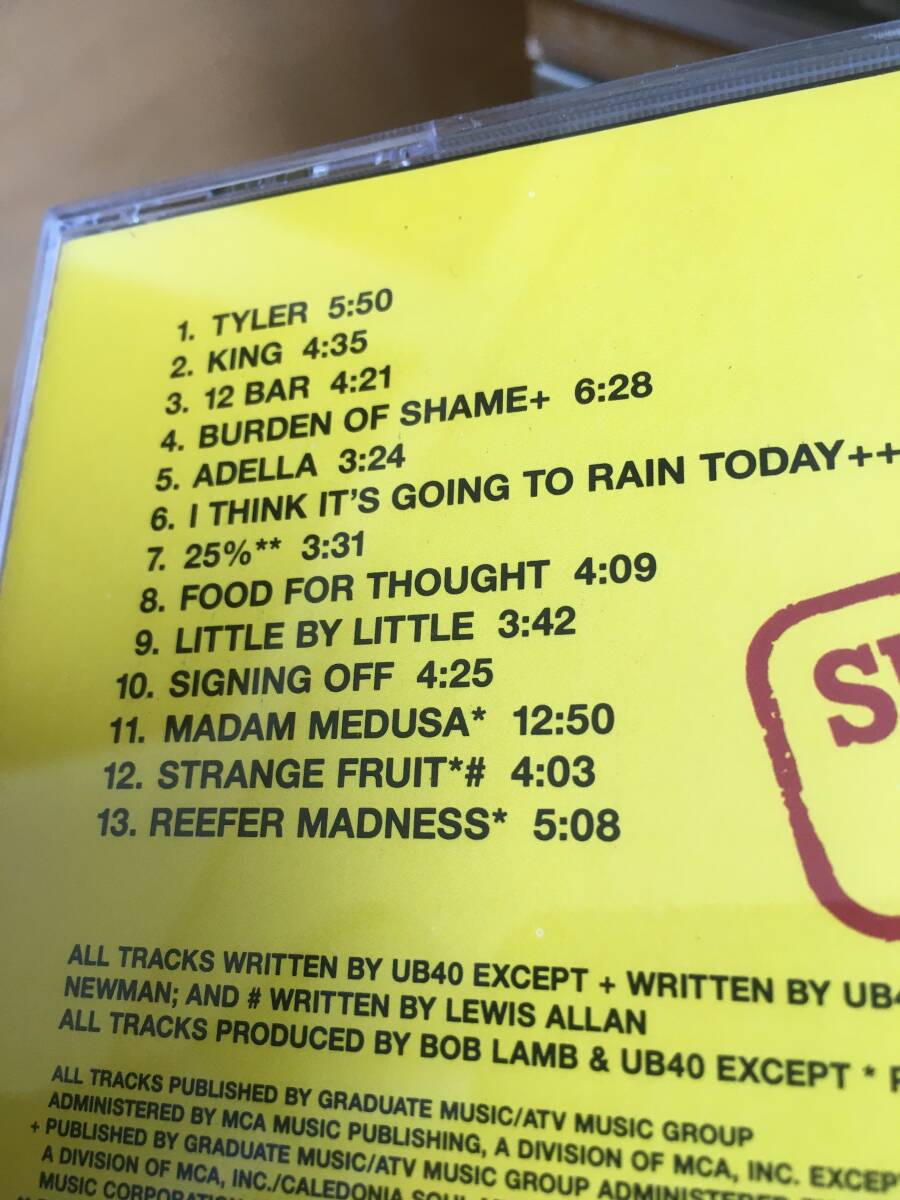 1. TYLER 5:50
2. KING 4:35
3. 12 BAR 4:21
4. BURDEN OF SHAME+ 6:28
5. ADELLA 3:24
6. I THINK IT'S GOING TO RAIN TODAY++
7. 25%** 3:31
8. FOOD FOR THOUGHT 4:09
9. LITTLE BY LITTLE 3:42
10. SIGNING OFF 4:25
11. MADAM MEDUSA* 12:50
12. STRANGE FRUIT*# 4:03
13. REEFER MADNESS* 5:08
ALL TRACKS WRITTEN BY UB40 EXCEPT + WRITTEN BY UB4
NEWMAN; AND # WRITTEN BY LEWIS ALLAN
ALL TRACKS PRODUCED BY BOB LAMB & UB40 EXCEPT *
ALL TRACKS PUBLISHED BY GRADUATE MUSIC/ATV MUSIC GROUP
ADMINISTERED BY MCA MUSIC PUBLISHING, A DIVISION OF MCA, INC. EXCEP
+ PUBLISHED BY GRADUATE MUSIC/ATV MUSIC GROUP ADMINISTERED
A DIVISION OF MCA, INC./CALEDONIA SOUL
MUSIC CORPORATION